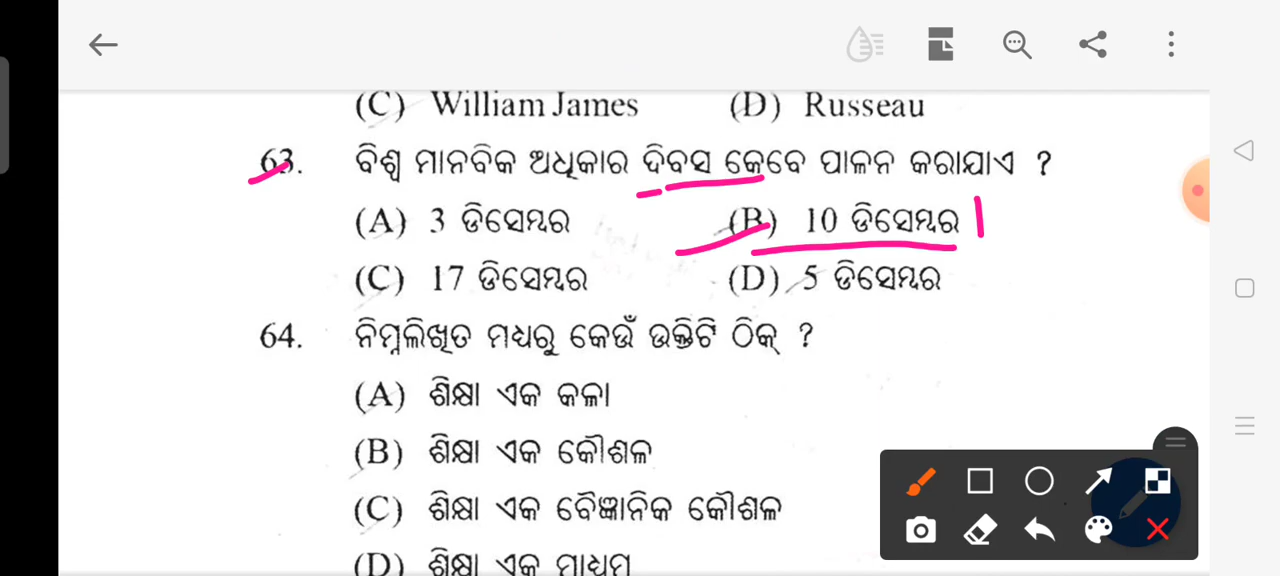 (C) William James (D) Russeau
63. ବିଶ୍ୱ ମାନବିକ ଅଧିକାର ଦିବସ କେବେ ପାଳନ କରାଯାଏ ?
(A) 3 ଡିସେମ୍ବର (B) 10 ଡିସେମ୍ବର
(C) 17 ଡିସେମ୍ବର (D) 5 ଡିସେମ୍ବର
64. ନିମ୍ନଲିଖିତ ମଧ୍ୟରୁ କେଉଁ ଉକ୍ତିଟି ଠିକ୍ ?
(A) ଶିକ୍ଷା ଏକ କଳା
(B) ଶିକ୍ଷା ଏକ କୌଶଳ
(C) ଶିକ୍ଷା ଏକ ବୈଜ୍ଞାନିକ କୌଶଳ
(D) ଶିକ୍ଷା ଏକ ମାଧ୍ୟମ